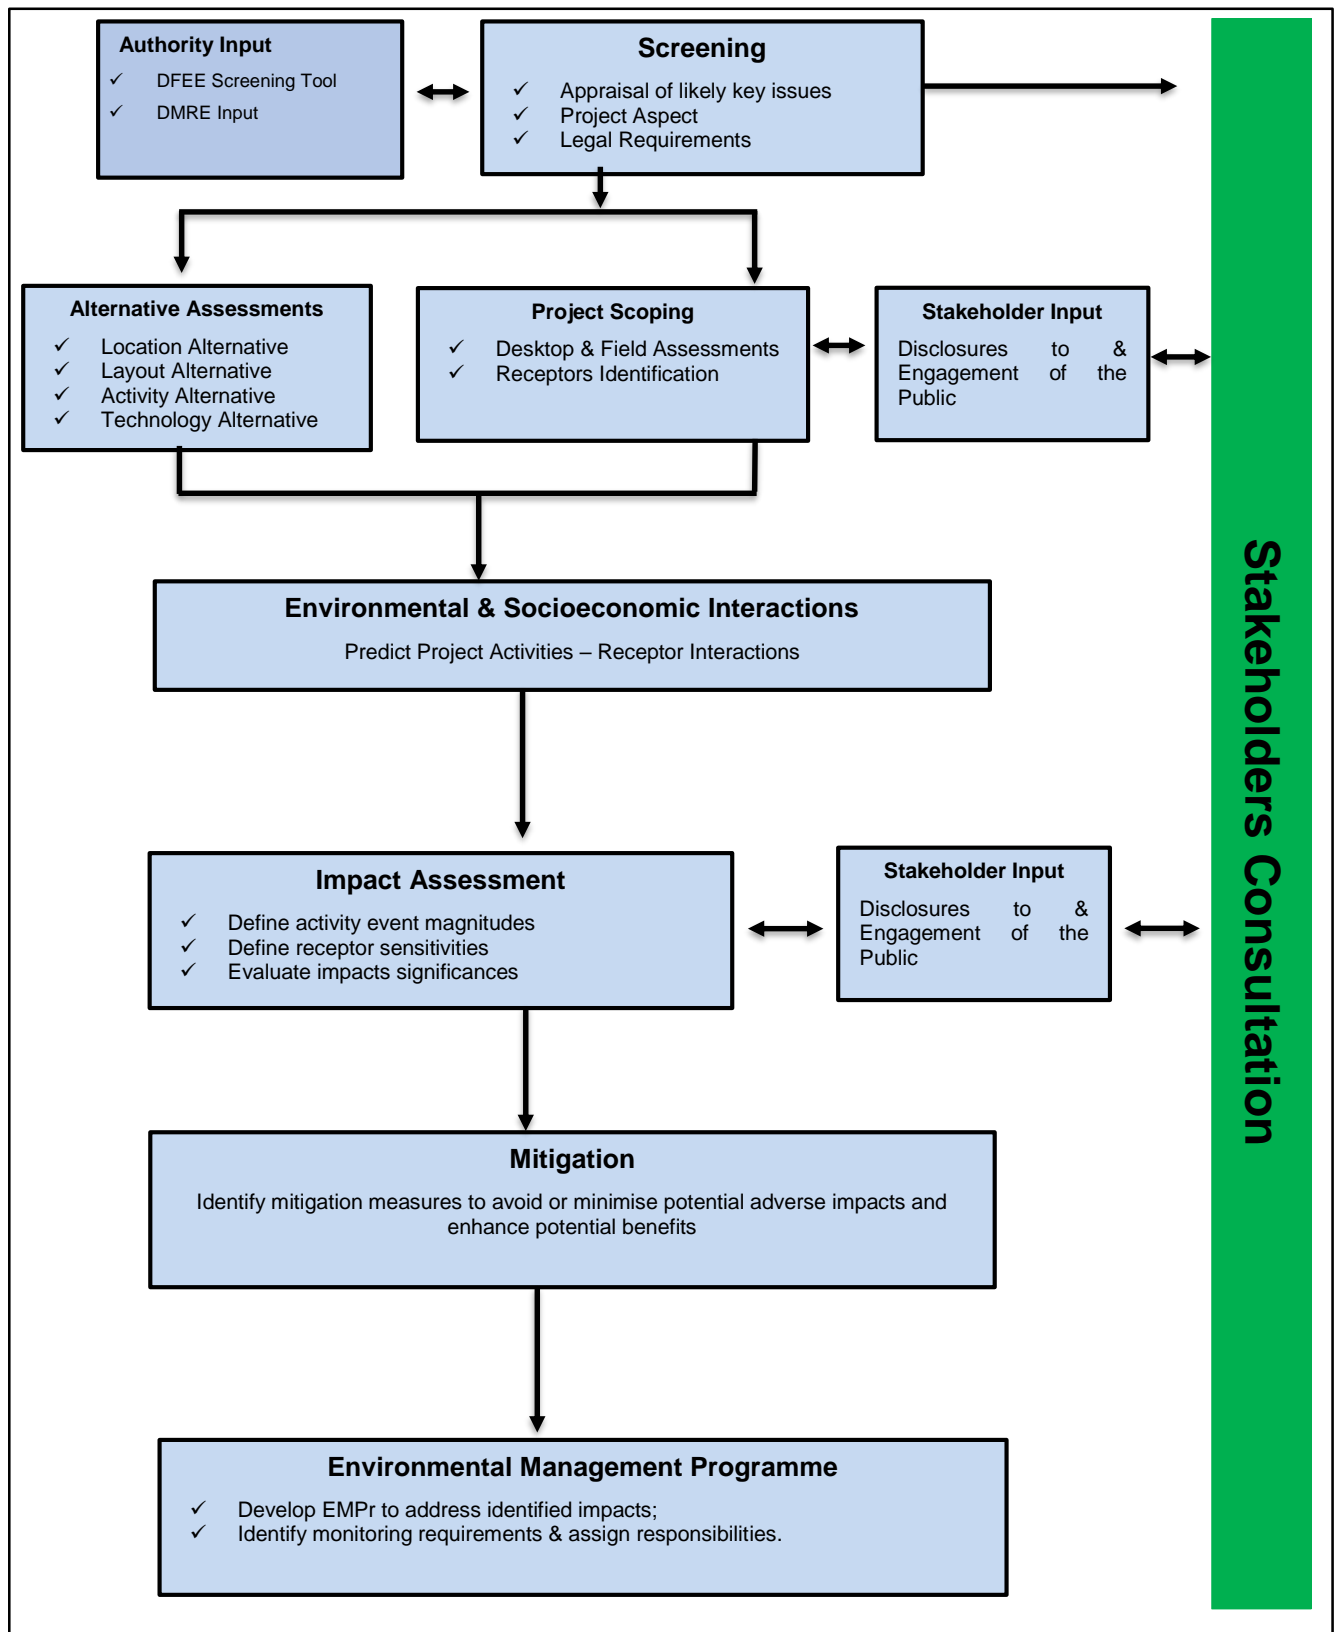 Authority Input
✓ DFEE Screening Tool
✓ DMRE Input
Screening
✓ Appraisal of likely key issues
✓ Project Aspect
✓ Legal Requirements
Alternative Assessments
✓ Location Alternative
✓ Layout Alternative
✓ Activity Alternative
✓ Technology Alternative
Project Scoping
✓ Desktop & Field Assessments
✓ Receptors Identification
Stakeholder Input
Disclosures to &
Engagement of the
Public
Environmental & Socioeconomic Interactions
Predict Project Activities – Receptor Interactions
Impact Assessment
✓ Define activity event magnitudes
✓ Define receptor sensitivities
✓ Evaluate impacts significances
Stakeholder Input
Disclosures to &
Engagement of the
Public
Mitigation
Identify mitigation measures to avoid or minimise potential adverse impacts and
enhance potential benefits
Environmental Management Programme
✓ Develop EMPr to address identified impacts;
✓ Identify monitoring requirements & assign responsibilities.
Stakeholders Consultation